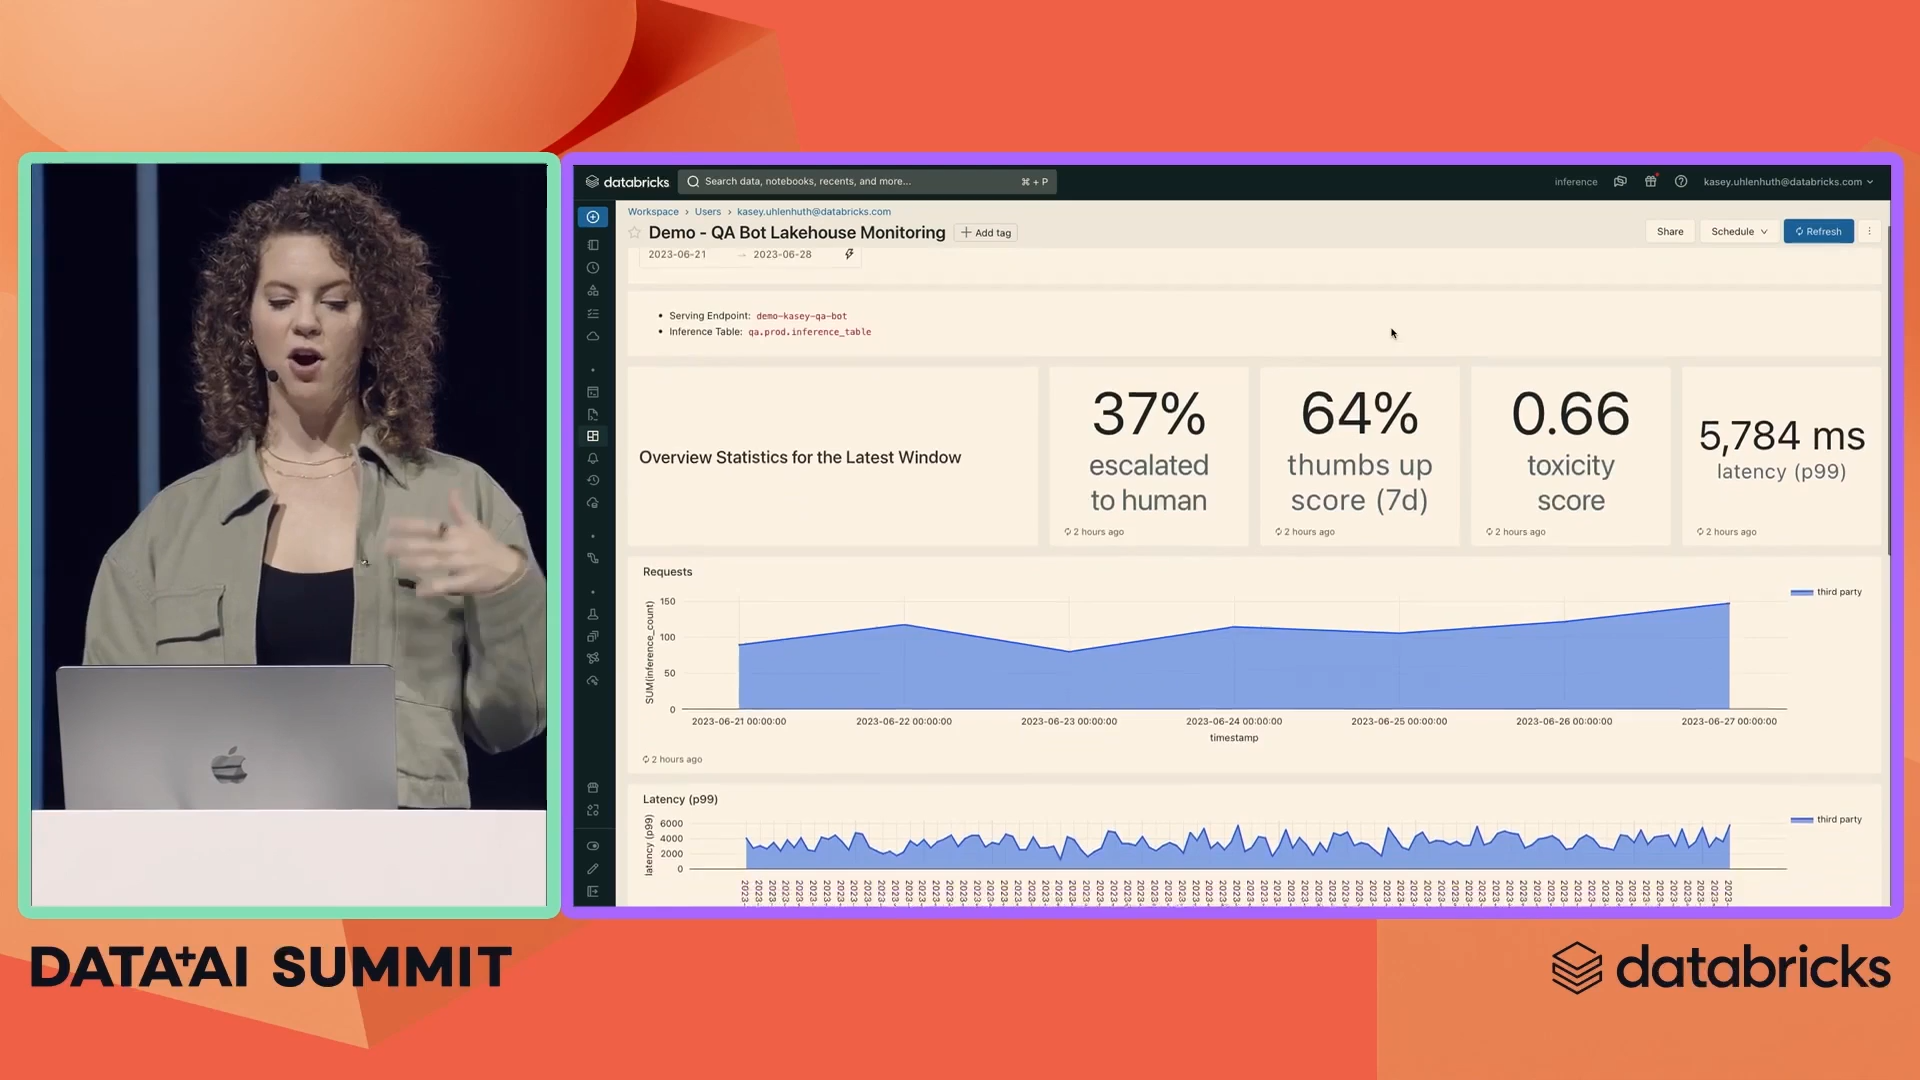 databricks
Search data, notebooks, recents, and more...
⌘ + P
inference
kasey.uhlenhuth@databricks.com
Workspace › Users › kasey.uhlenhuth@databricks.com
Demo - QA Bot Lakehouse Monitoring
+ Add tag
Share
Schedule
Refresh
2023-06-21 → 2023-06-28
• Serving Endpoint: demo-kasey-qa-bot
• Inference Table: qa.prod.inference_table
Overview Statistics for the Latest Window
37%
escalated
to human
2 hours ago
64%
thumbs up
score (7d)
2 hours ago
0.66
toxicity
score
2 hours ago
5,784 ms
latency (p99)
2 hours ago
Requests
third party
SUM(inference_count)
150
100
50
0
2023-06-21 00:00:00
2023-06-22 00:00:00
2023-06-23 00:00:00
2023-06-24 00:00:00
2023-06-25 00:00:00
2023-06-26 00:00:00
2023-06-27 00:00:00
timestamp
2 hours ago
Latency (p99)
third party
latency (p99)
6000
4000
2000
0
DATA+AI SUMMIT
databricks